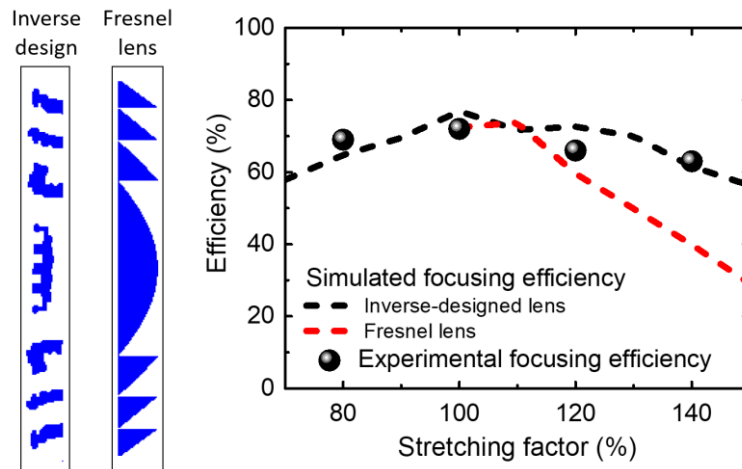 Inverse
design
Fresnel
lens
Efficiency (%)
100
80
60
40
20
0
Simulated focusing efficiency
Inverse-designed lens
Fresnel lens
Experimental focusing efficiency
80
100
120
140
Stretching factor (%)